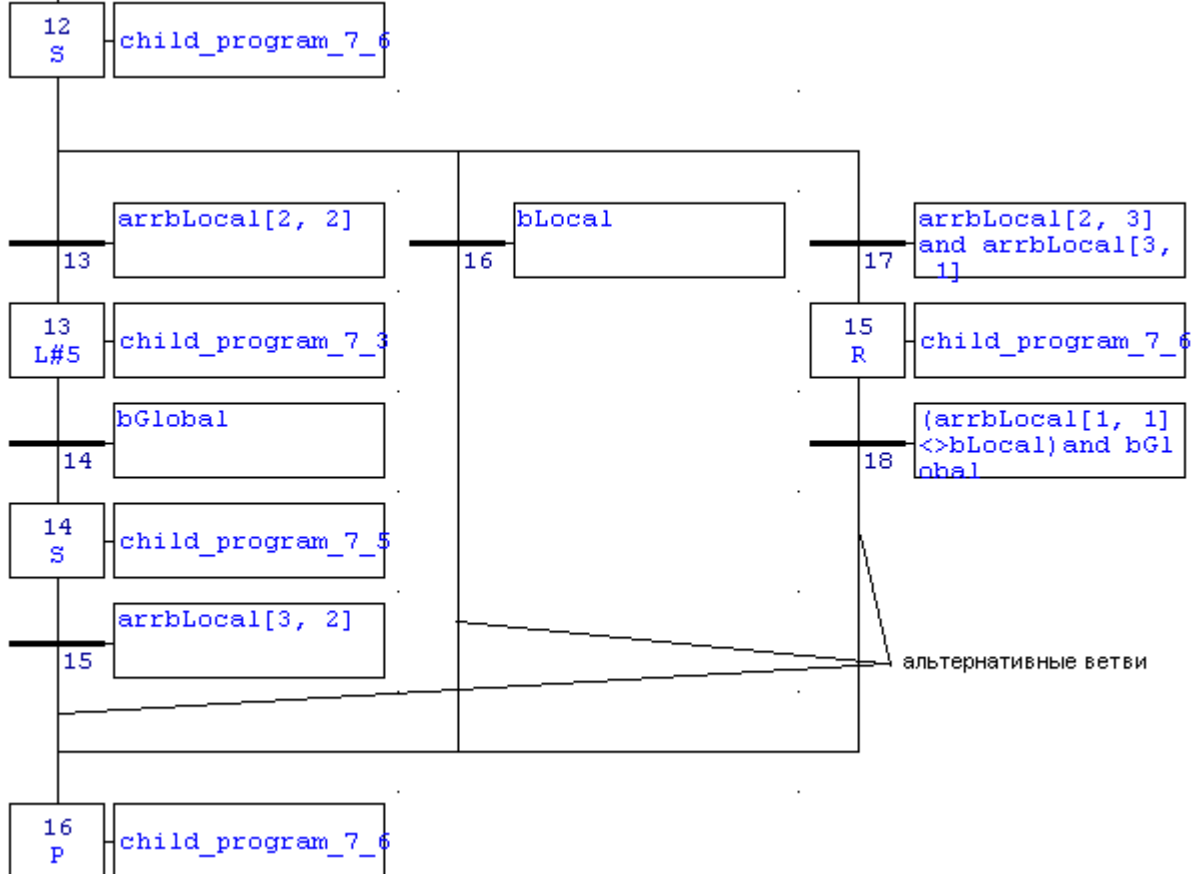 12
S
child_program_7_6
arrbLocal[2, 2]
13
bLocal
16
arrbLocal[2, 3]
and arrbLocal[3,
1]
17
13
L#5
child_program_7_3
15
R
child_program_7_6
bGlobal
14
(arrbLocal[1, 1]
<>bLocal)and bGl
obal
18
14
S
child_program_7_5
arrbLocal[3, 2]
15
альтернативные ветви
16
P
child_program_7_6